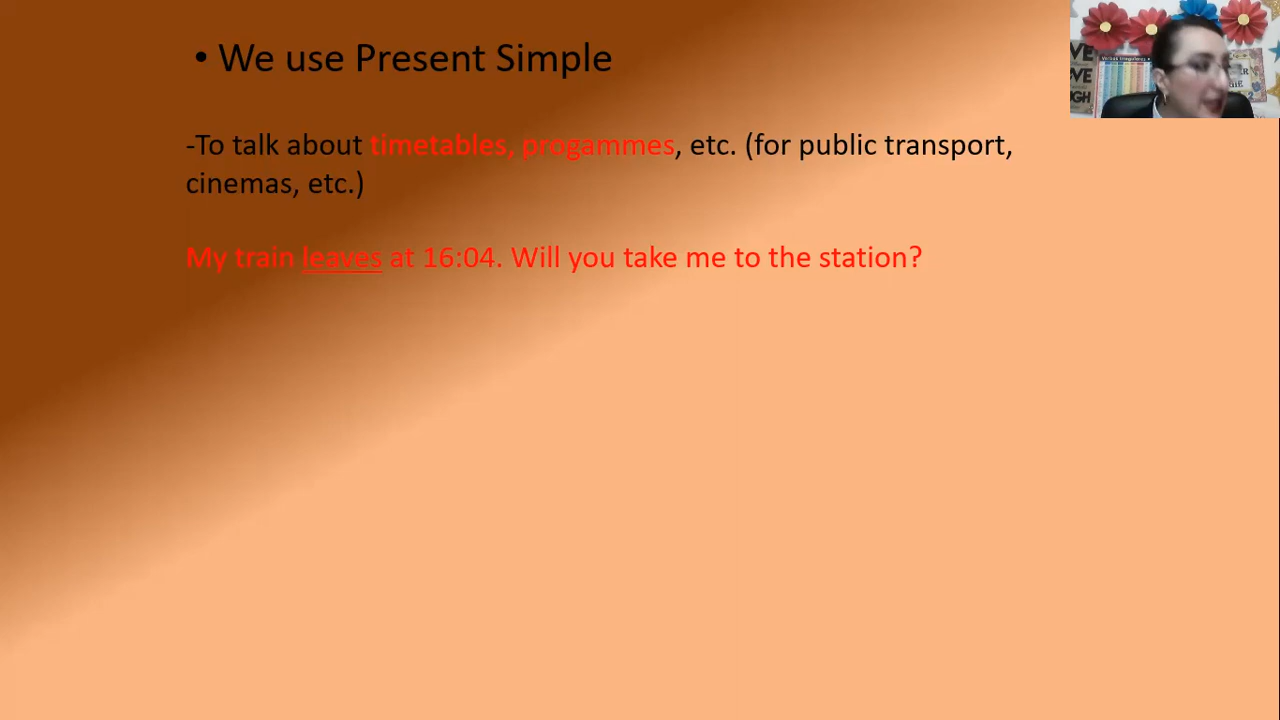 • We use Present Simple
-To talk about timetables, progammes, etc. (for public transport,
cinemas, etc.)
My train leaves at 16:04. Will you take me to the station?